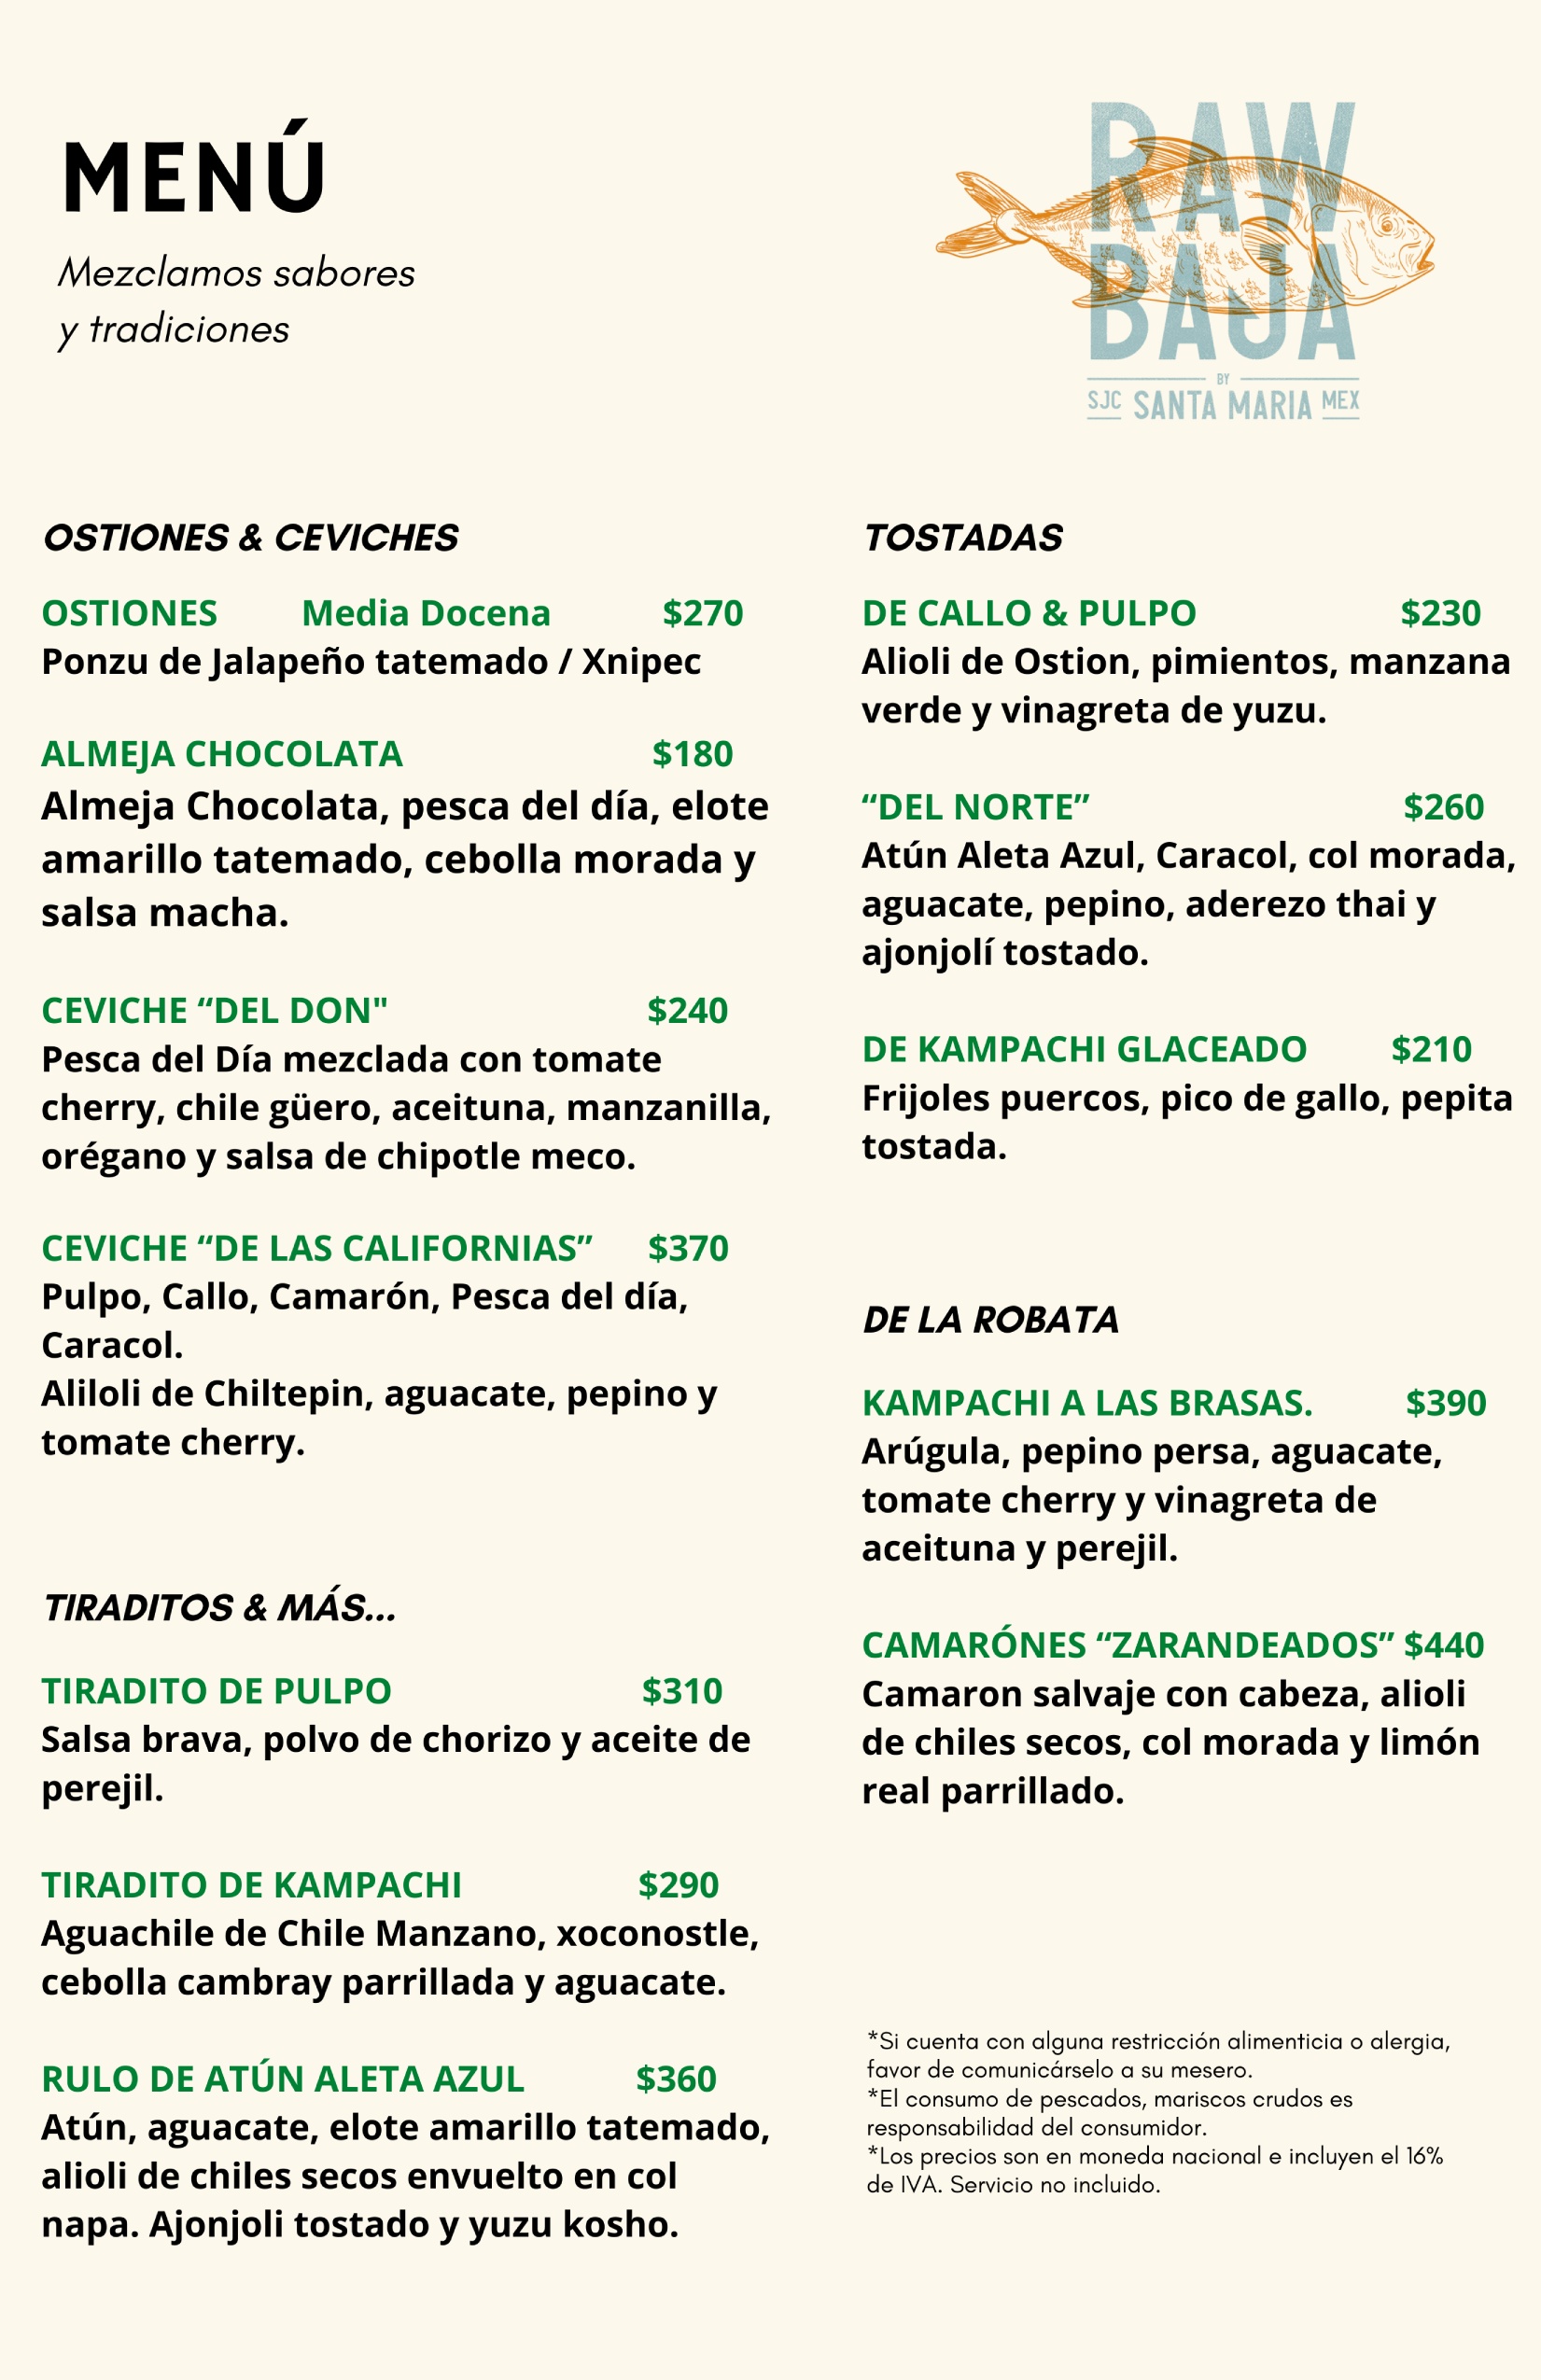 MENÚ
Mezclamos sabores
y tradiciones
RAW
BAJA
BY
SJC SANTA MARIA MEX
OSTIONES & CEVICHES
OSTIONES Media Docena $270
Ponzu de Jalapeño tatemado / Xnipec
ALMEJA CHOCOLATA $180
Almeja Chocolata, pesca del día, elote
amarillo tatemado, cebolla morada y
salsa macha.
CEVICHE “DEL DON" $240
Pesca del Día mezclada con tomate
cherry, chile güero, aceituna, manzanilla,
orégano y salsa de chipotle meco.
CEVICHE “DE LAS CALIFORNIAS” $370
Pulpo, Callo, Camarón, Pesca del día,
Caracol.
Aliloli de Chiltepin, aguacate, pepino y
tomate cherry.
TIRADITOS & MÁS...
TIRADITO DE PULPO $310
Salsa brava, polvo de chorizo y aceite de
perejil.
TIRADITO DE KAMPACHI $290
Aguachile de Chile Manzano, xoconostle,
cebolla cambray parrillada y aguacate.
RULO DE ATÚN ALETA AZUL $360
Atún, aguacate, elote amarillo tatemado,
alioli de chiles secos envuelto en col
napa. Ajonjoli tostado y yuzu kosho.
TOSTADAS
DE CALLO & PULPO $230
Alioli de Ostion, pimientos, manzana
verde y vinagreta de yuzu.
“DEL NORTE” $260
Atún Aleta Azul, Caracol, col morada,
aguacate, pepino, aderezo thai y
ajonjolí tostado.
DE KAMPACHI GLACEADO $210
Frijoles puercos, pico de gallo, pepita
tostada.
DE LA ROBATA
KAMPACHI A LAS BRASAS. $390
Arúgula, pepino persa, aguacate,
tomate cherry y vinagreta de
aceituna y perejil.
CAMARÓNES “ZARANDEADOS” $440
Camaron salvaje con cabeza, alioli
de chiles secos, col morada y limón
real parrillado.
*Si cuenta con alguna restricción alimenticia o alergia,
favor de comunicárselo a su mesero.
*El consumo de pescados, mariscos crudos es
responsabilidad del consumidor.
*Los precios son en moneda nacional e incluyen el 16%
de IVA. Servicio no incluido.